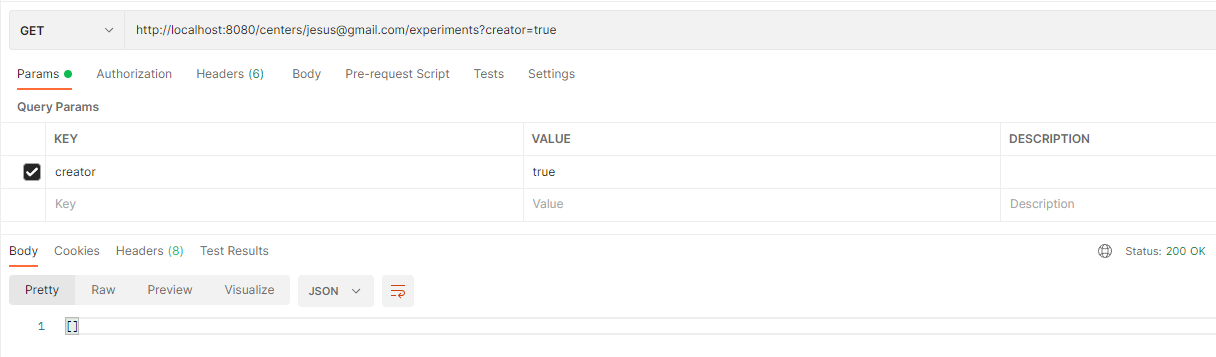 GET http://localhost:8080/centers/jesus@gmail.com/experiments?creator=true
Params Authorization Headers (6) Body Pre-request Script Tests Settings
Query Params
KEY VALUE DESCRIPTION
creator true
Key Value Description
Body Cookies Headers (8) Test Results Status: 200 OK
Pretty Raw Preview Visualize JSON
1 []